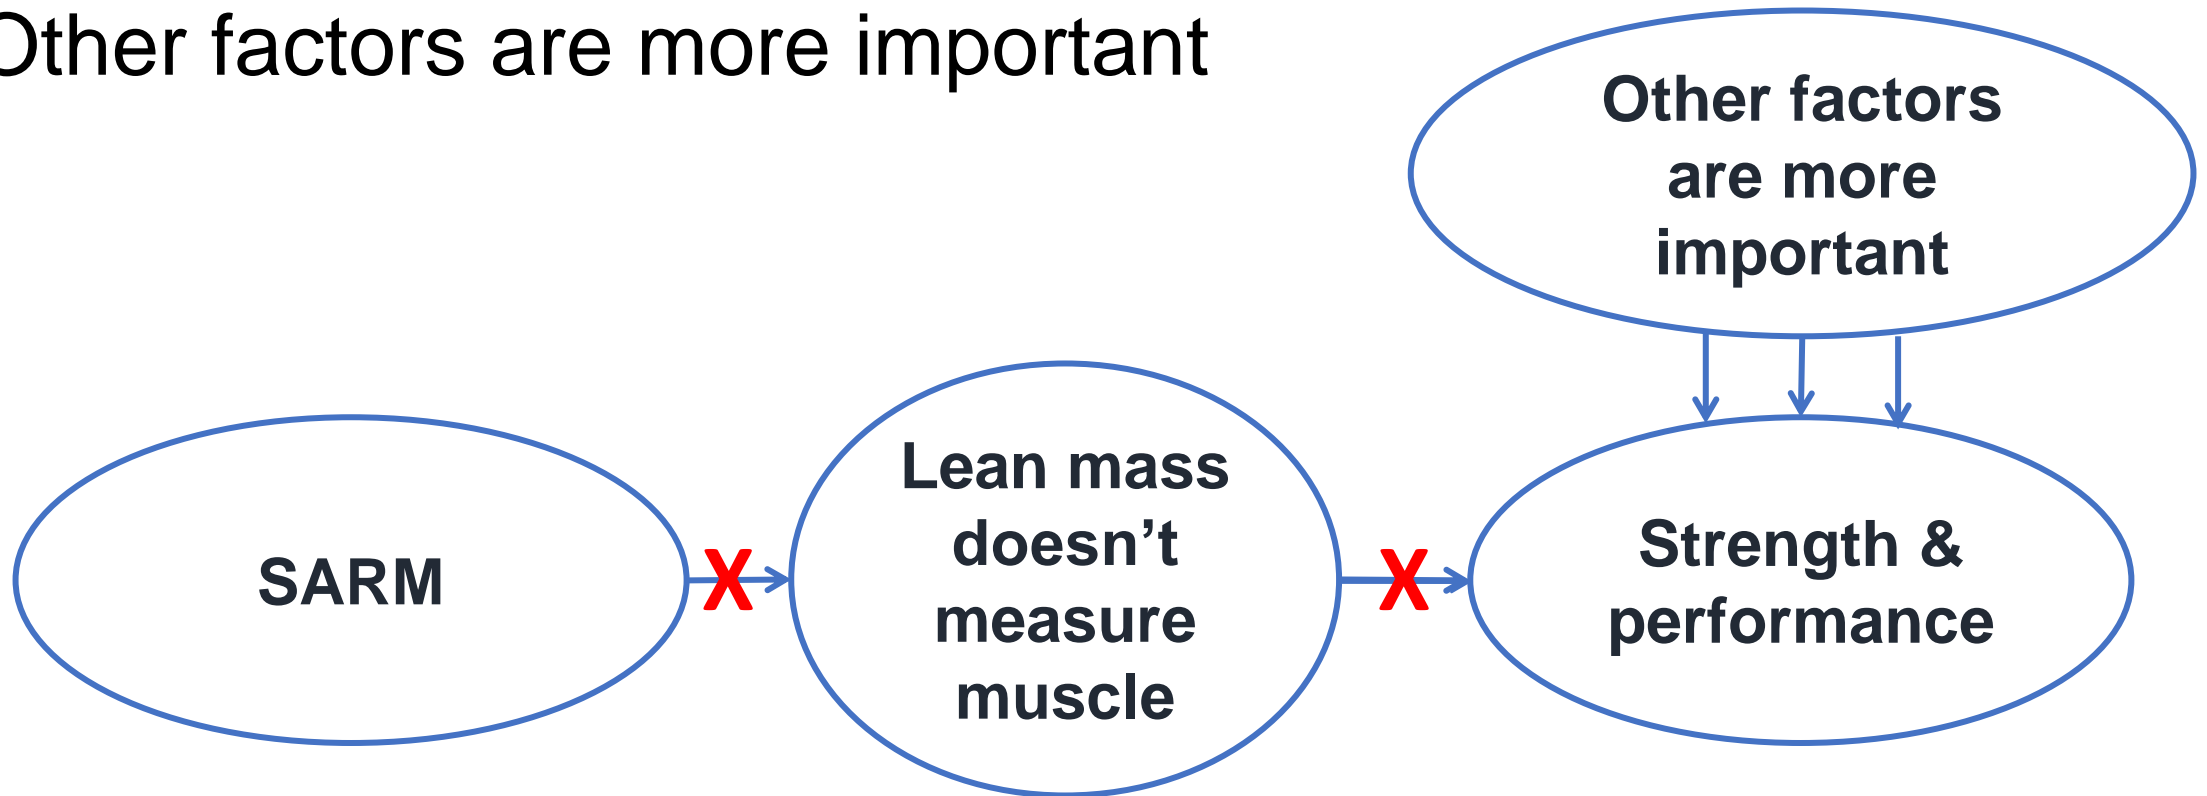 Other factors are more important
Other factors
are more
important
Lean mass
doesn’t
measure
muscle
SARM
X
X
Strength &
performance